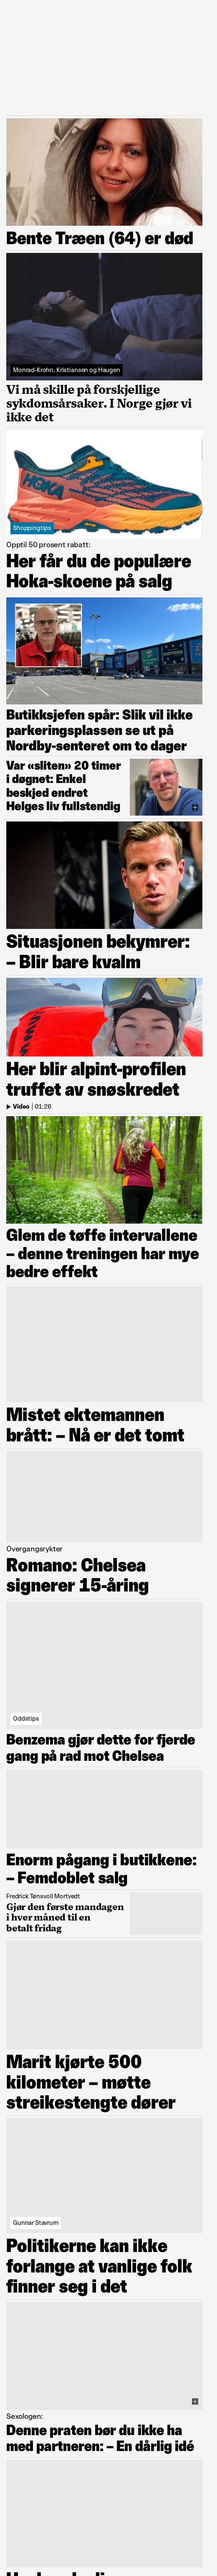 Bente Træen (64) er død
Monrad-Krohn, Kristiansen og Haugen
Vi må skille på forskjellige
sykdomsårsaker. I Norge gjør vi
ikke det
HOKA
Shoppingtips
Opptil 50 prosent rabatt:
Her får du de populære
Hoka-skoene på salg
Butikksjefen spår: Slik vil ikke
parkeringsplassen se ut på
Nordby-senteret om to dager
Var «sliten» 20 timer
i døgnet: Enkel
beskjed endret
Helges liv fullstendig
Situasjonen bekymrer:
– Blir bare kvalm
Her blir alpint-profilen
truffet av snøskredet
Video | 01:26
Glem de tøffe intervallene
– denne treningen har mye
bedre effekt
Mistet ektemannen
brått: – Nå er det tomt
Overgangsrykter
Romano: Chelsea
signerer 15-åring
Oddstips
Benzema gjør dette for fjerde
gang på rad mot Chelsea
Enorm pågang i butikkene:
– Femdoblet salg
Fredrick Tønsvoll Mortvedt
Gjør den første mandagen
i hver måned til en
betalt fridag
Marit kjørte 500
kilometer – møtte
streikestengte dører
Gunnar Stavrum
Politikerne kan ikke
forlange at vanlige folk
finner seg i det
Sexologen:
Denne praten bør du ikke ha
med partneren: – En dårlig idé